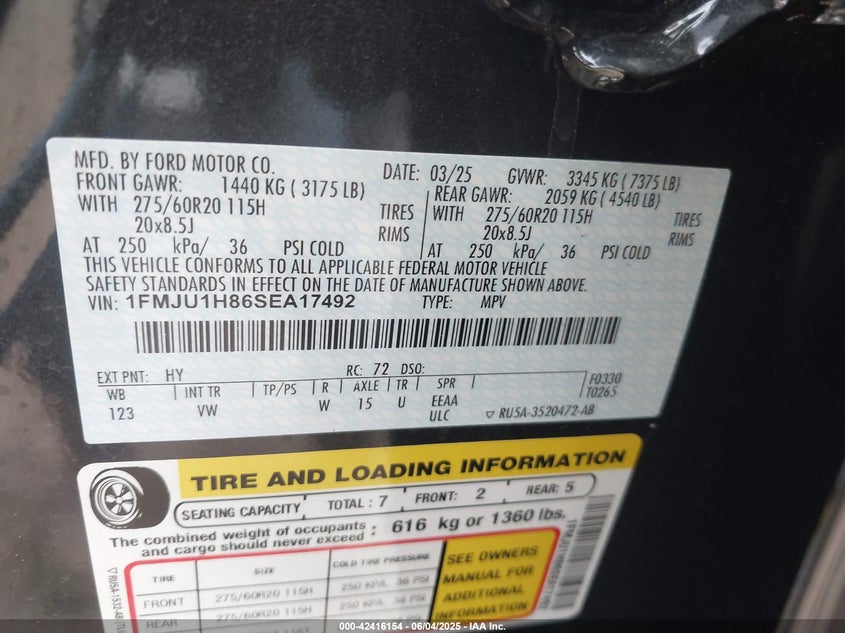 MFD. BY FORD MOTOR CO. DATE: 03/25 GVWR: 3345 KG ( 7375 LB)
FRONT GAWR: 1440 KG ( 3175 LB) REAR GAWR: 2059 KG ( 4540 LB)
WITH 275/60R20 115H TIRES WITH 275/60R20 115H TIRES
20x8.5J RIMS 20x8.5J RIMS
AT 250 kPa/ 36 PSI COLD AT 250 kPa/ 36 PSI COLD
THIS VEHICLE CONFORMS TO ALL APPLICABLE FEDERAL MOTOR VEHICLE
SAFETY STANDARDS IN EFFECT ON THE DATE OF MANUFACTURE SHOWN ABOVE.
VIN: 1FMJU1H86SEA17492 TYPE: MPV
EXT PNT: HY RC: 72 DSO: F0330
WB INT TR TP/PS R AXLE TR SPR T0265
123 VW W 15 U EEAA
ULC RU5A-3520472-AB
TIRE AND LOADING INFORMATION
SEATING CAPACITY TOTAL : 7 FRONT: 2 REAR: 5
The combined weight of occupants and cargo should never exceed : 616 kg or 1360 lbs.
TIRE SIZE COLD TIRE PRESSURE
FRONT 275/60R20 115H 250 KPA, 36 PSI
REAR 275/60R20 115H
SEE OWNERS
MANUAL FOR
ADDITIONAL
INFORMATION
000-42416154 - 06/04/2025 - IAA Inc.